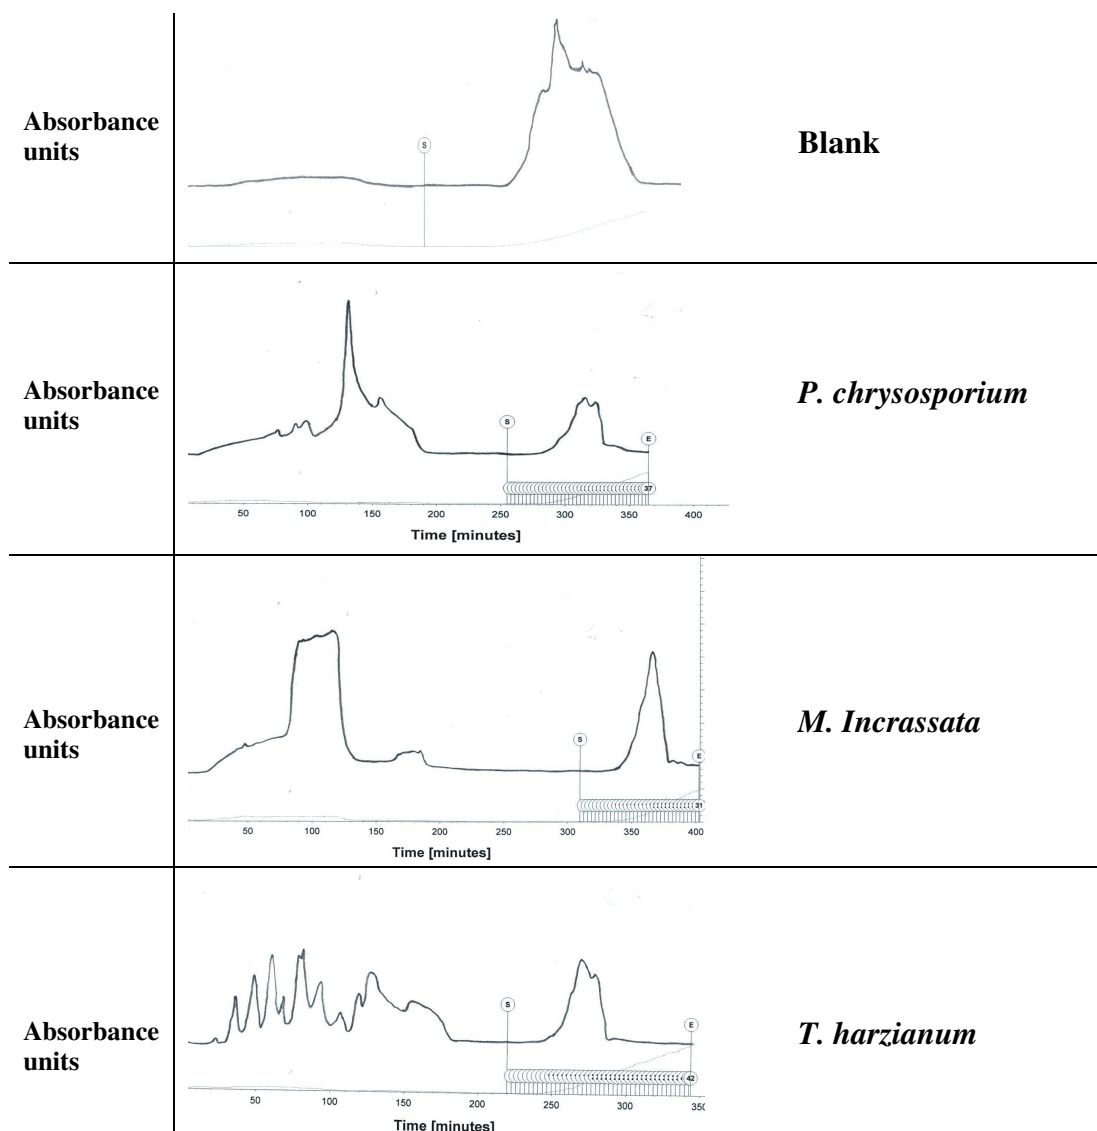 Absorbance
units
S
Blank
Absorbance
units
S
E
37
P. chrysosporium
50 100 150 200 250 300 350 400
Time [minutes]
Absorbance
units
S
E
31
M. Incrassata
50 100 150 200 250 300 350 400
Time [minutes]
Absorbance
units
S
E
42
T. harzianum
50 100 150 200 250 300
Time [minutes]